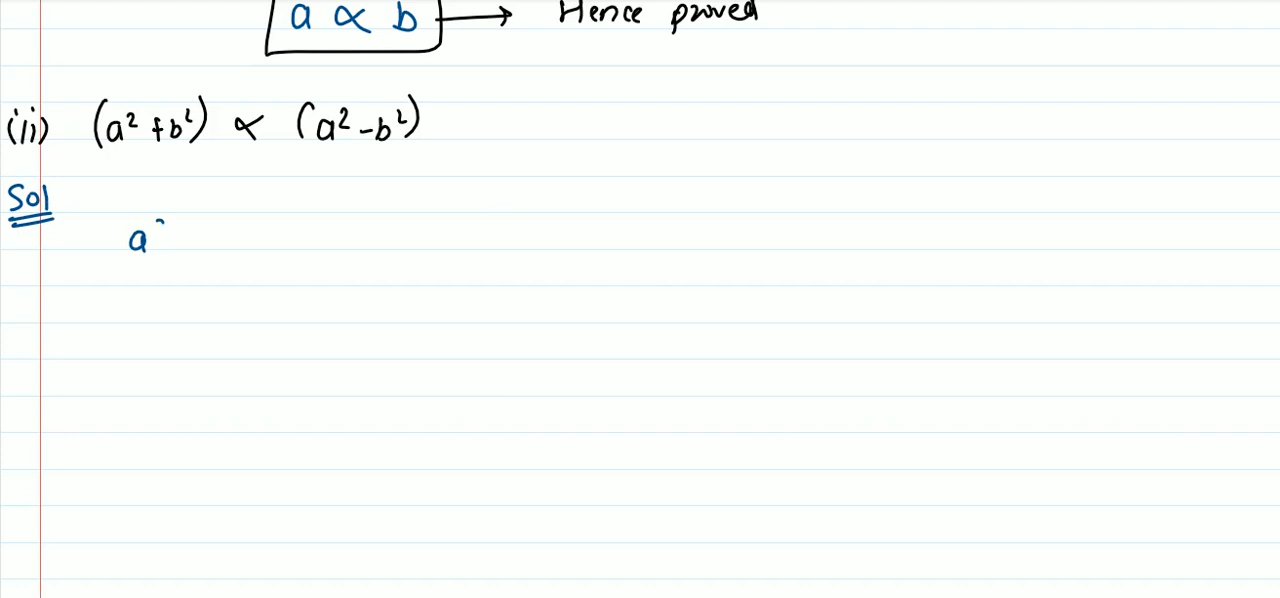 a ∝ b → Hence proved
(ii) (a² + b²) ∝ (a² - b²)
Sol
a